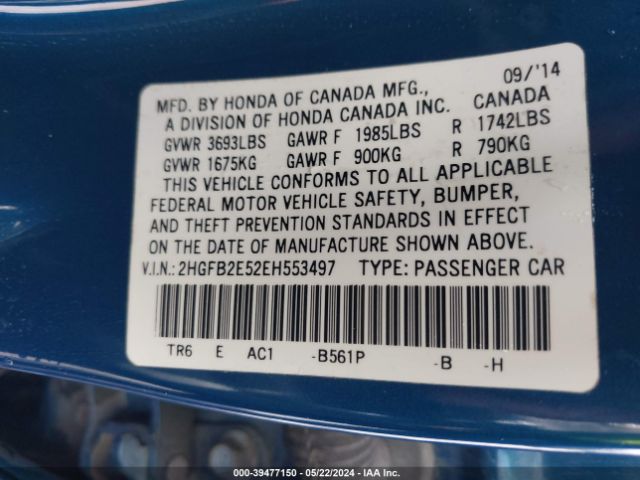 09/'14
MFD. BY HONDA OF CANADA MFG.,
A DIVISION OF HONDA CANADA INC. CANADA
GVWR 3693LBS GAWR F 1985LBS R 1742LBS
GVWR 1675KG GAWR F 900KG R 790KG
THIS VEHICLE CONFORMS TO ALL APPLICABLE
FEDERAL MOTOR VEHICLE SAFETY, BUMPER,
AND THEFT PREVENTION STANDARDS IN EFFECT
ON THE DATE OF MANUFACTURE SHOWN ABOVE.
V.I.N.: 2HGFB2E52EH553497 TYPE: PASSENGER CAR
TR6 E AC1 -B561P -B -H
000-39477150 - 05/22/2024 - IAA Inc.